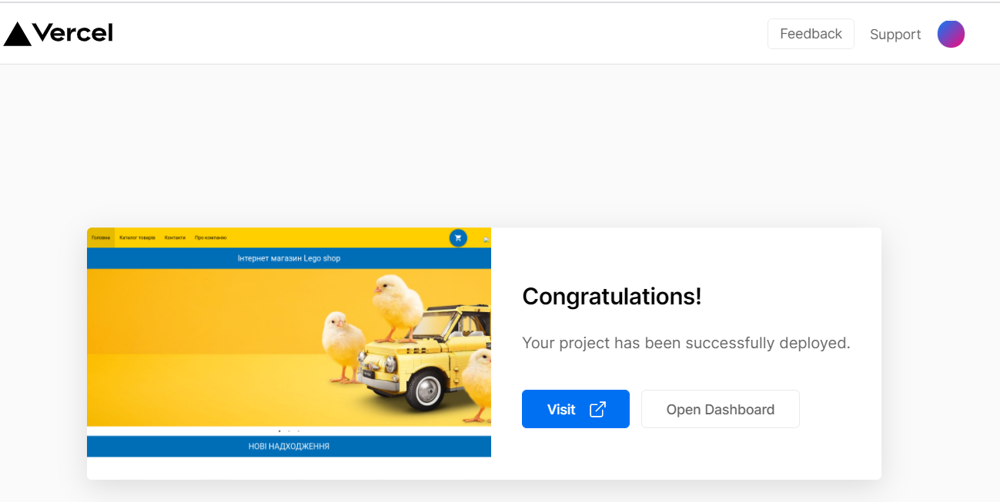 Vercel
Feedback
Support
Головна Каталог товарів Контакти Про компанію
Інтернет магазин Lego shop
НОВІ НАДХОДЖЕННЯ
Congratulations!
Your project has been successfully deployed.
Visit
Open Dashboard